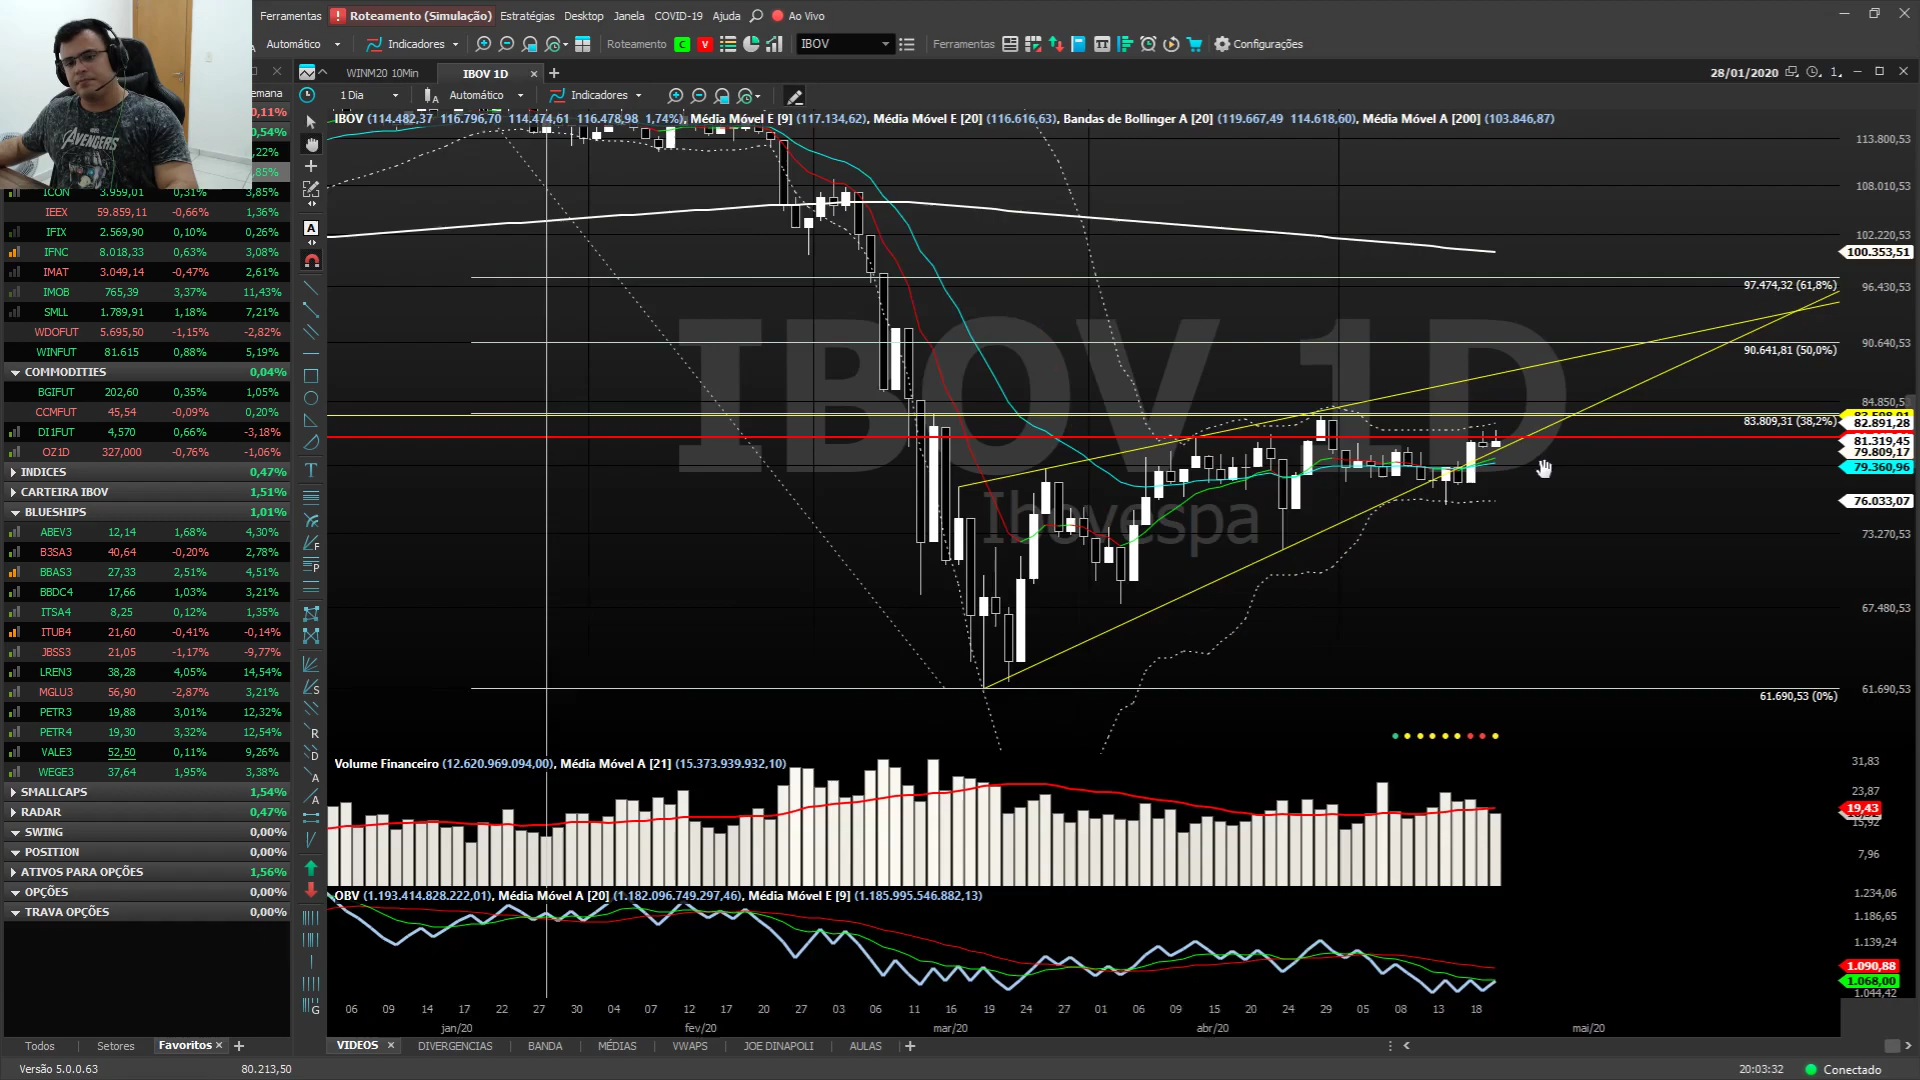 Ferramentas
Roteamento (Simulação)
Estratégias
Desktop
Janela
COVID-19
Ajuda
Ao Vivo
Automático
Indicadores
Roteamento
C
V
IBOV
Ferramentas
Configurações
WINM20 10Min
IBOV 1D
28/01/2020
1 Dia
Automático
Indicadores
IBOV (114.482,37 116.796,70 114.474,61 116.478,98 1,74%), Média Móvel E [9] (117.134,62), Média Móvel E [20] (116.616,63), Bandas de Bollinger A [20] (119.667,49 114.618,60), Média Móvel A [200] (103.846,87)
AVENGERS
ICON 3.959,01 0,31% 3,85%
IEEX 59.859,11 -0,66% 1,36%
IFIX 2.569,90 0,10% 0,26%
IFNC 8.018,33 0,63% 3,08%
IMAT 3.049,14 -0,47% 2,61%
IMOB 765,39 3,37% 11,43%
SMLL 1.789,91 1,18% 7,21%
WDOFUT 5.695,50 -1,15% -2,82%
WINFUT 81.615 0,88% 5,19%
COMMODITIES 0,04%
BGIFUT 202,60 0,35% 1,05%
CCMFUT 45,54 -0,09% 0,20%
DI1FUT 4,570 0,66% -3,18%
OZ1D 327,000 -0,76% -1,06%
INDICES 0,47%
CARTEIRA IBOV 1,51%
BLUESHIPS 1,01%
ABEV3 12,14 1,68% 4,30%
B3SA3 40,64 -0,20% 2,78%
BBAS3 27,33 2,51% 4,51%
BBDC4 17,66 1,03% 3,21%
ITSA4 8,25 0,12% 1,35%
ITUB4 21,60 -0,41% -0,14%
JBSS3 21,05 -1,17% -9,77%
LREN3 38,28 4,05% 14,54%
MGLU3 56,90 -2,87% 3,21%
PETR3 19,88 3,01% 12,32%
PETR4 19,30 3,32% 12,54%
VALE3 52,50 0,11% 9,26%
WEGE3 37,64 1,95% 3,38%
SMALLCAPS 1,54%
RADAR 0,47%
SWING 0,00%
POSITION 0,00%
ATIVOS PARA OPÇÕES 1,56%
OPÇÕES 0,00%
TRAVA OPÇÕES 0,00%
IBOV 1D
Ibovespa
113.800,53
108.010,53
102.220,53
100.353,51
97.474,32 (61,8%)
96.430,53
90.640,53
90.641,81 (50,0%)
84.850,53
83.809,31 (38,2%)
82.891,28
81.319,45
79.809,17
79.360,96
76.033,07
73.270,53
67.480,53
61.690,53
61.690,53 (0%)
Volume Financeiro (12.620.969.094,00), Média Móvel A [21] (15.373.939.932,10)
31,83
23,87
19,43
15,92
7,96
OBV (1.193.414.828.222,01), Média Móvel A [20] (1.182.096.749.297,46), Média Móvel E [9] (1.185.995.546.882,13)
1.234,06
1.186,65
1.139,24
1.090,88
1.068,00
1.044,42
06 09 14 17 22 27 30 04 07 12 17 20 27 03 06 11 16 19 24 27 01 06 09 15 20 24 29 05 08 13 18
jan/20 fev/20 mar/20 abr/20 mai/20
Todos
Setores
Favoritos
VIDEOS
DIVERGENCIAS
BANDA
MÉDIAS
VWAPS
JOE DINAPOLI
AULAS
Versão 5.0.0.63
80.213,50
20:03:32
Conectado